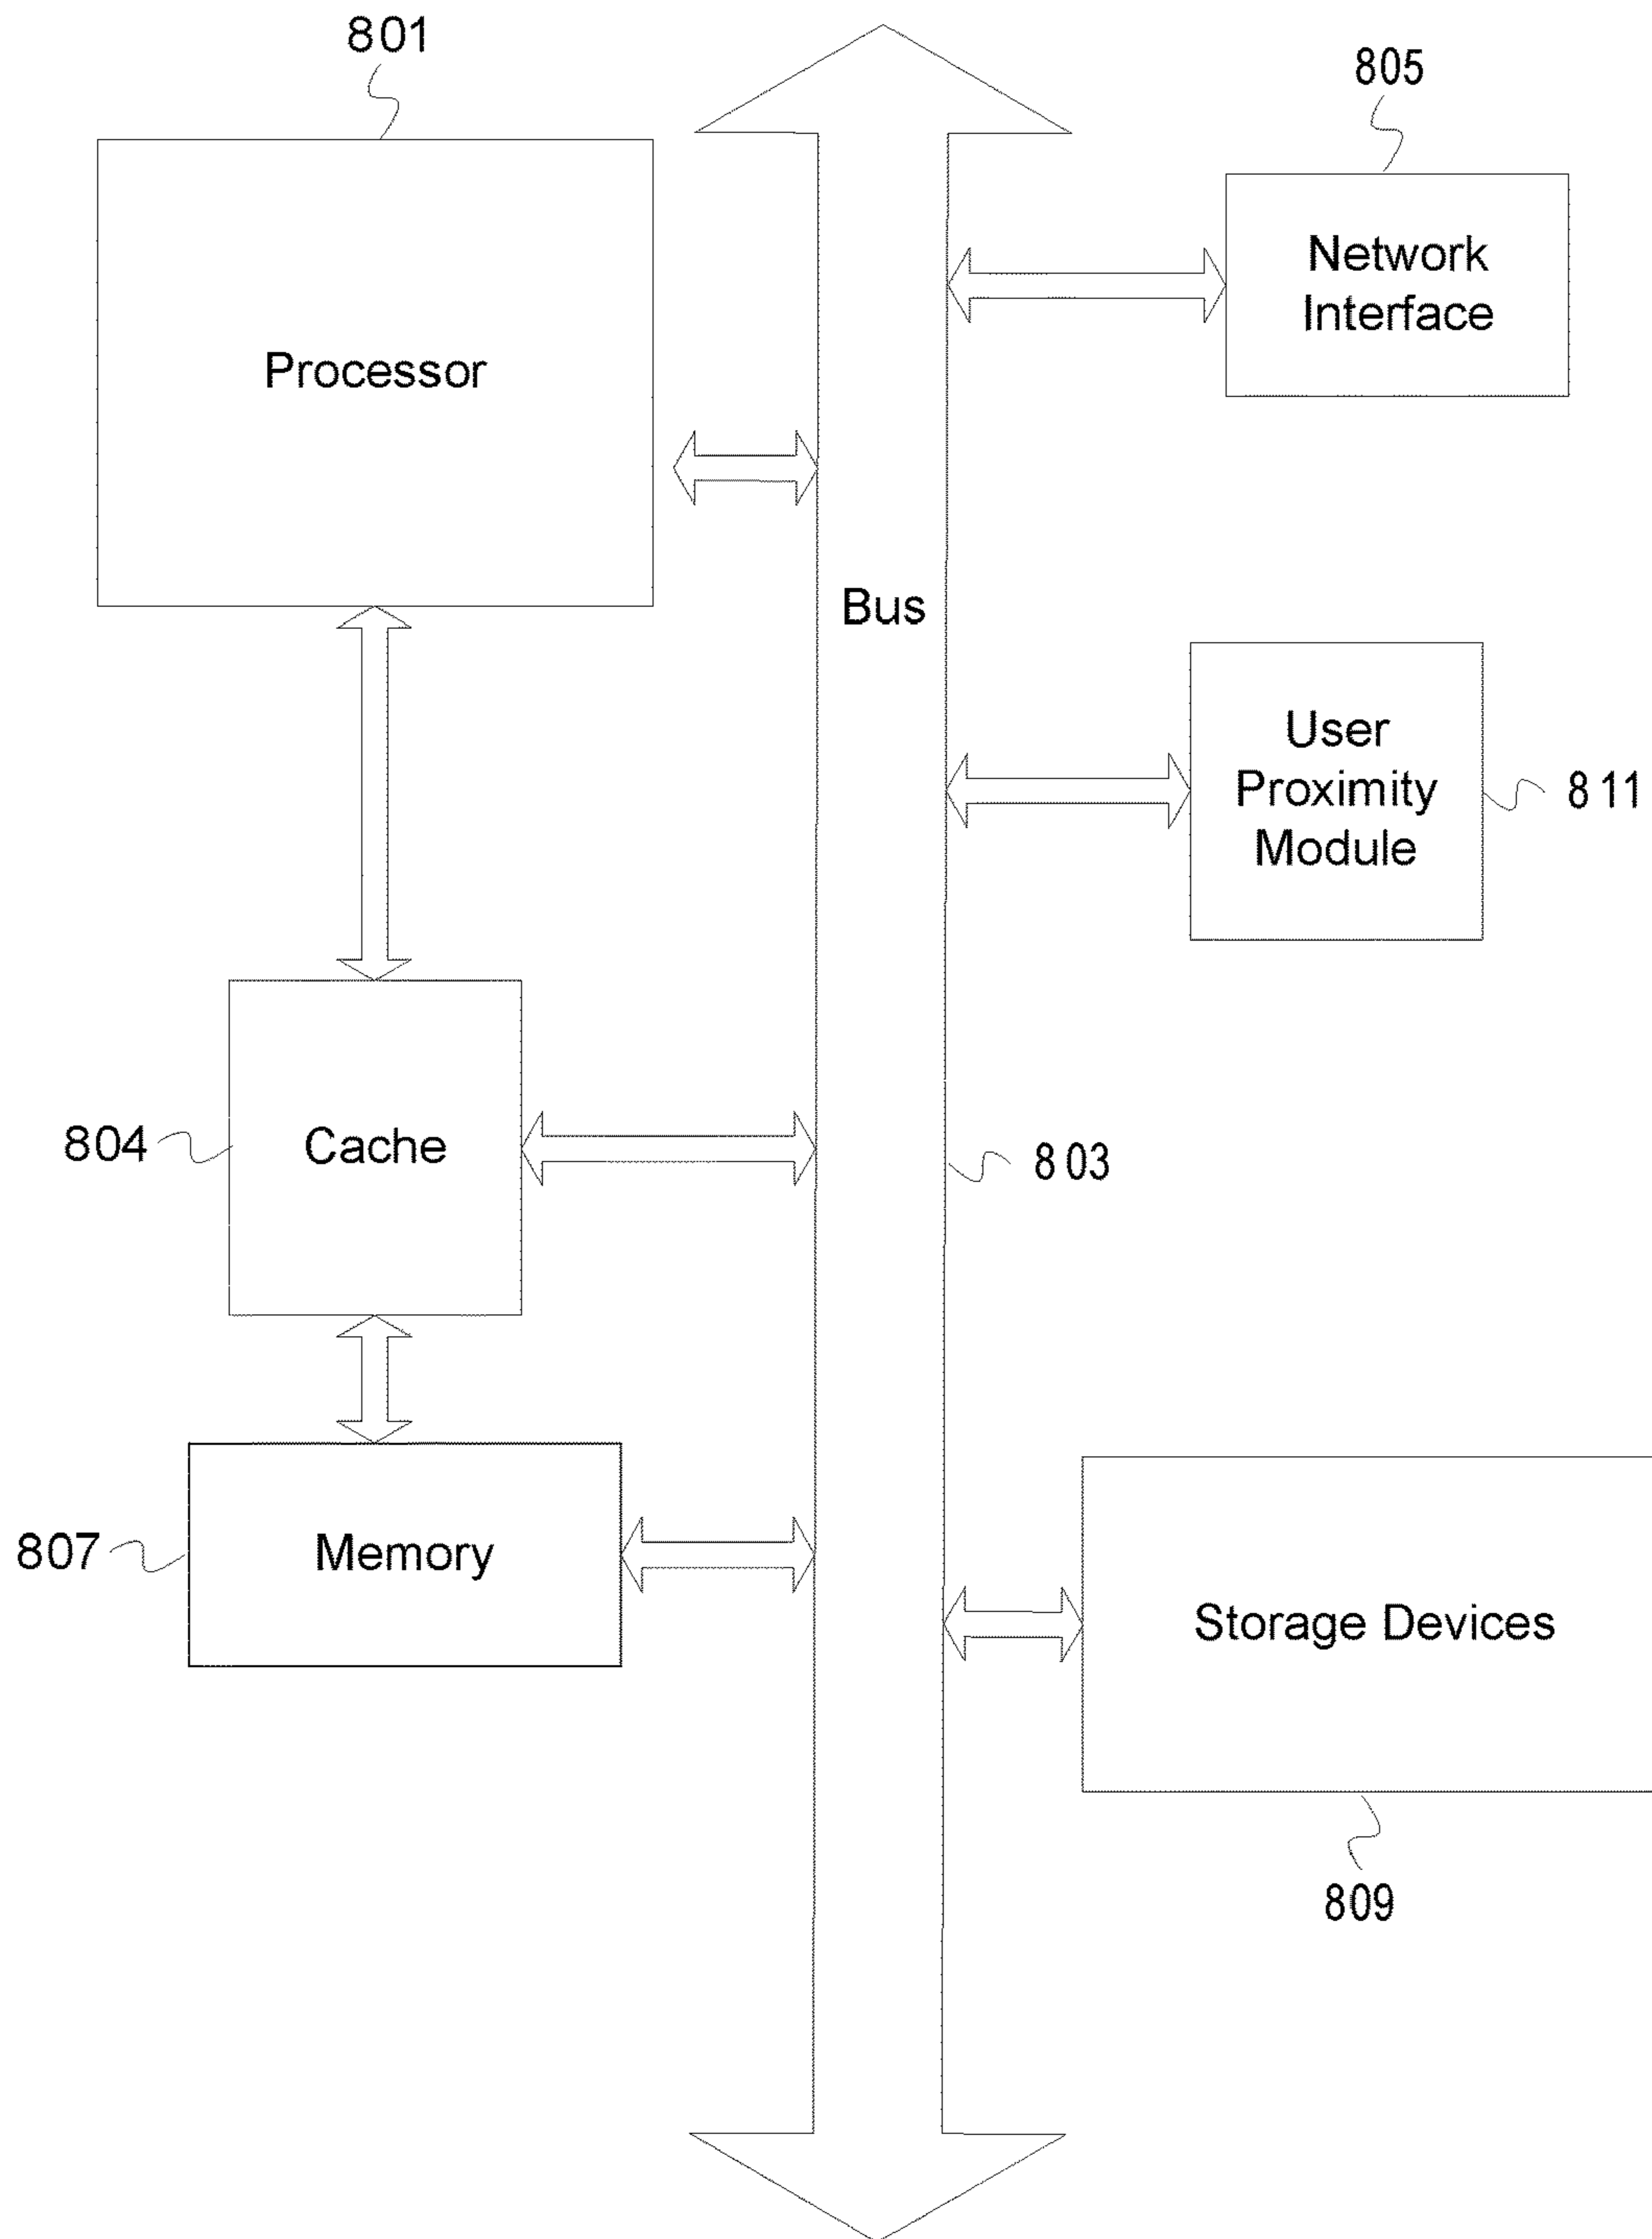 801
805
Network
Interface
Processor
Bus
User
Proximity
Module
811
804
Cache
803
807
Memory
Storage Devices
809